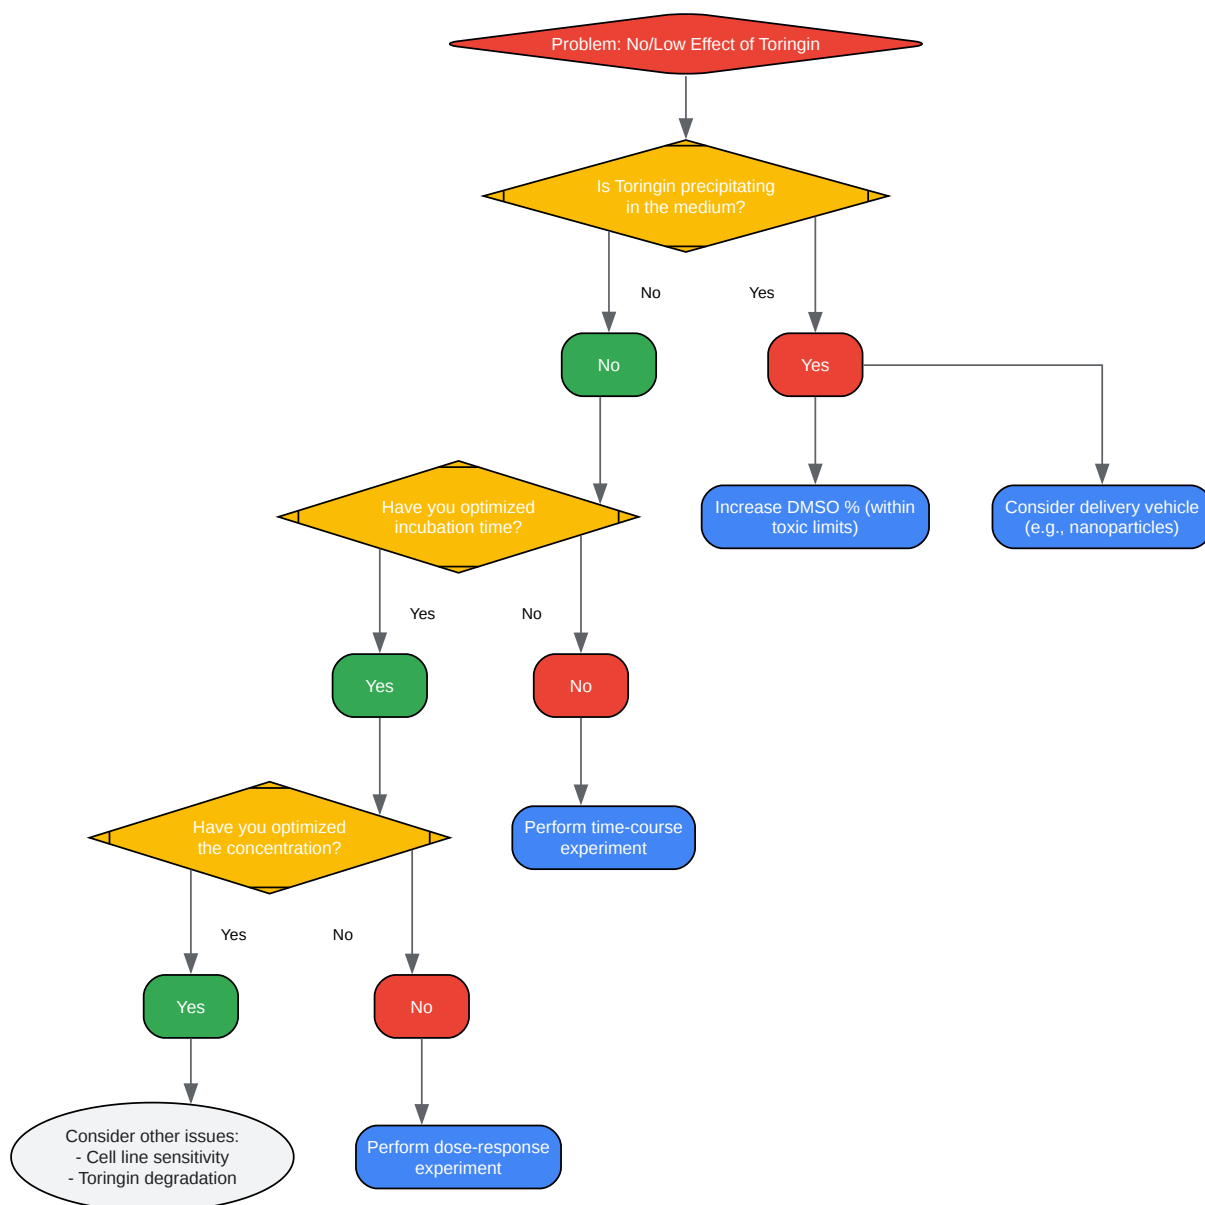 Problem: No/Low Effect of Toringin
Is Toringin precipitating
in the medium?
No
Yes
No
Yes
Have you optimized
incubation time?
Increase DMSO % (within
toxic limits)
Consider delivery vehicle
(e.g., nanoparticles)
Yes
No
Yes
No
Have you optimized
the concentration?
Perform time-course
experiment
Yes
No
Yes
No
Consider other issues:
- Cell line sensitivity
- Toringin degradation
Perform dose-response
experiment